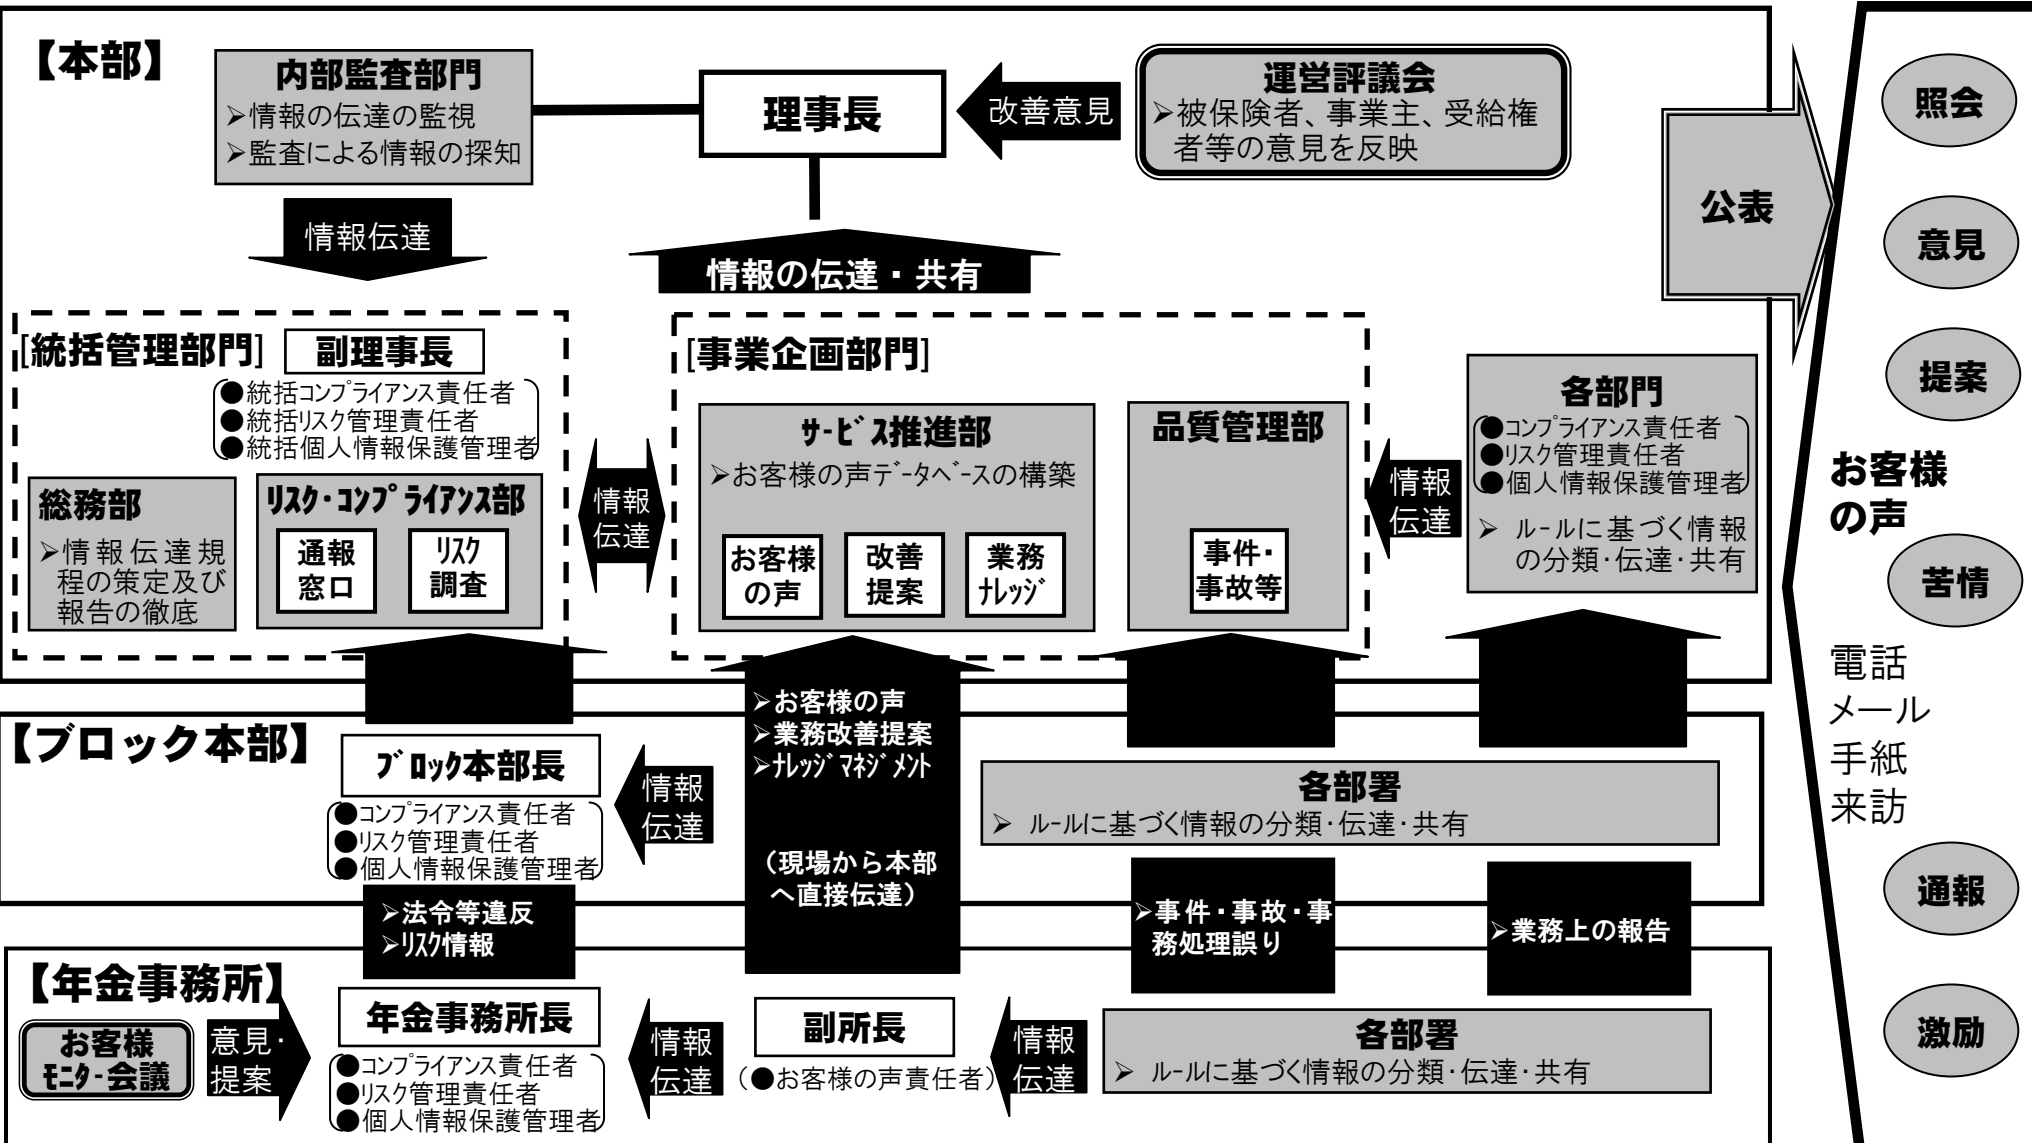 【本部】
内部監査部門
➢情報の伝達の監視
➢監査による情報の探知
理事長
改善意見
運営評議会
➢被保険者、事業主、受給権
者等の意見を反映
公表
情報伝達
情報の伝達・共有
[統括管理部門]
副理事長
●統括コンプライアンス責任者
●統括リスク管理責任者
●統括個人情報保護管理者
総務部
➢情報伝達規
程の策定及び
報告の徹底
リスク・コンプライアンス部
通報
窓口
リスク
調査
情報
伝達
[事業企画部門]
サービス推進部
➢お客様の声データベースの構築
お客様
の声
改善
提案
業務
ナレッジ
品質管理部
事件・
事故等
情報
伝達
各部門
●コンプライアンス責任者
●リスク管理責任者
●個人情報保護管理者
➢ ルールに基づく情報
の分類・伝達・共有
【ブロック本部】
ブロック本部長
●コンプライアンス責任者
●リスク管理責任者
●個人情報保護管理者
情報
伝達
➢お客様の声
➢業務改善提案
➢ナレッジマネジメント
（現場から本部
へ直接伝達）
各部署
➢ ルールに基づく情報の分類・伝達・共有
➢法令等違反
➢リスク情報
➢事件・事故・事
務処理誤り
➢業務上の報告
【年金事務所】
お客様
モニター会議
意見・
提案
年金事務所長
●コンプライアンス責任者
●リスク管理責任者
●個人情報保護管理者
情報
伝達
副所長
（●お客様の声責任者）
情報
伝達
各部署
➢ ルールに基づく情報の分類・伝達・共有
照会
意見
提案
お客様
の声
苦情
電話
メール
手紙
来訪
通報
激励